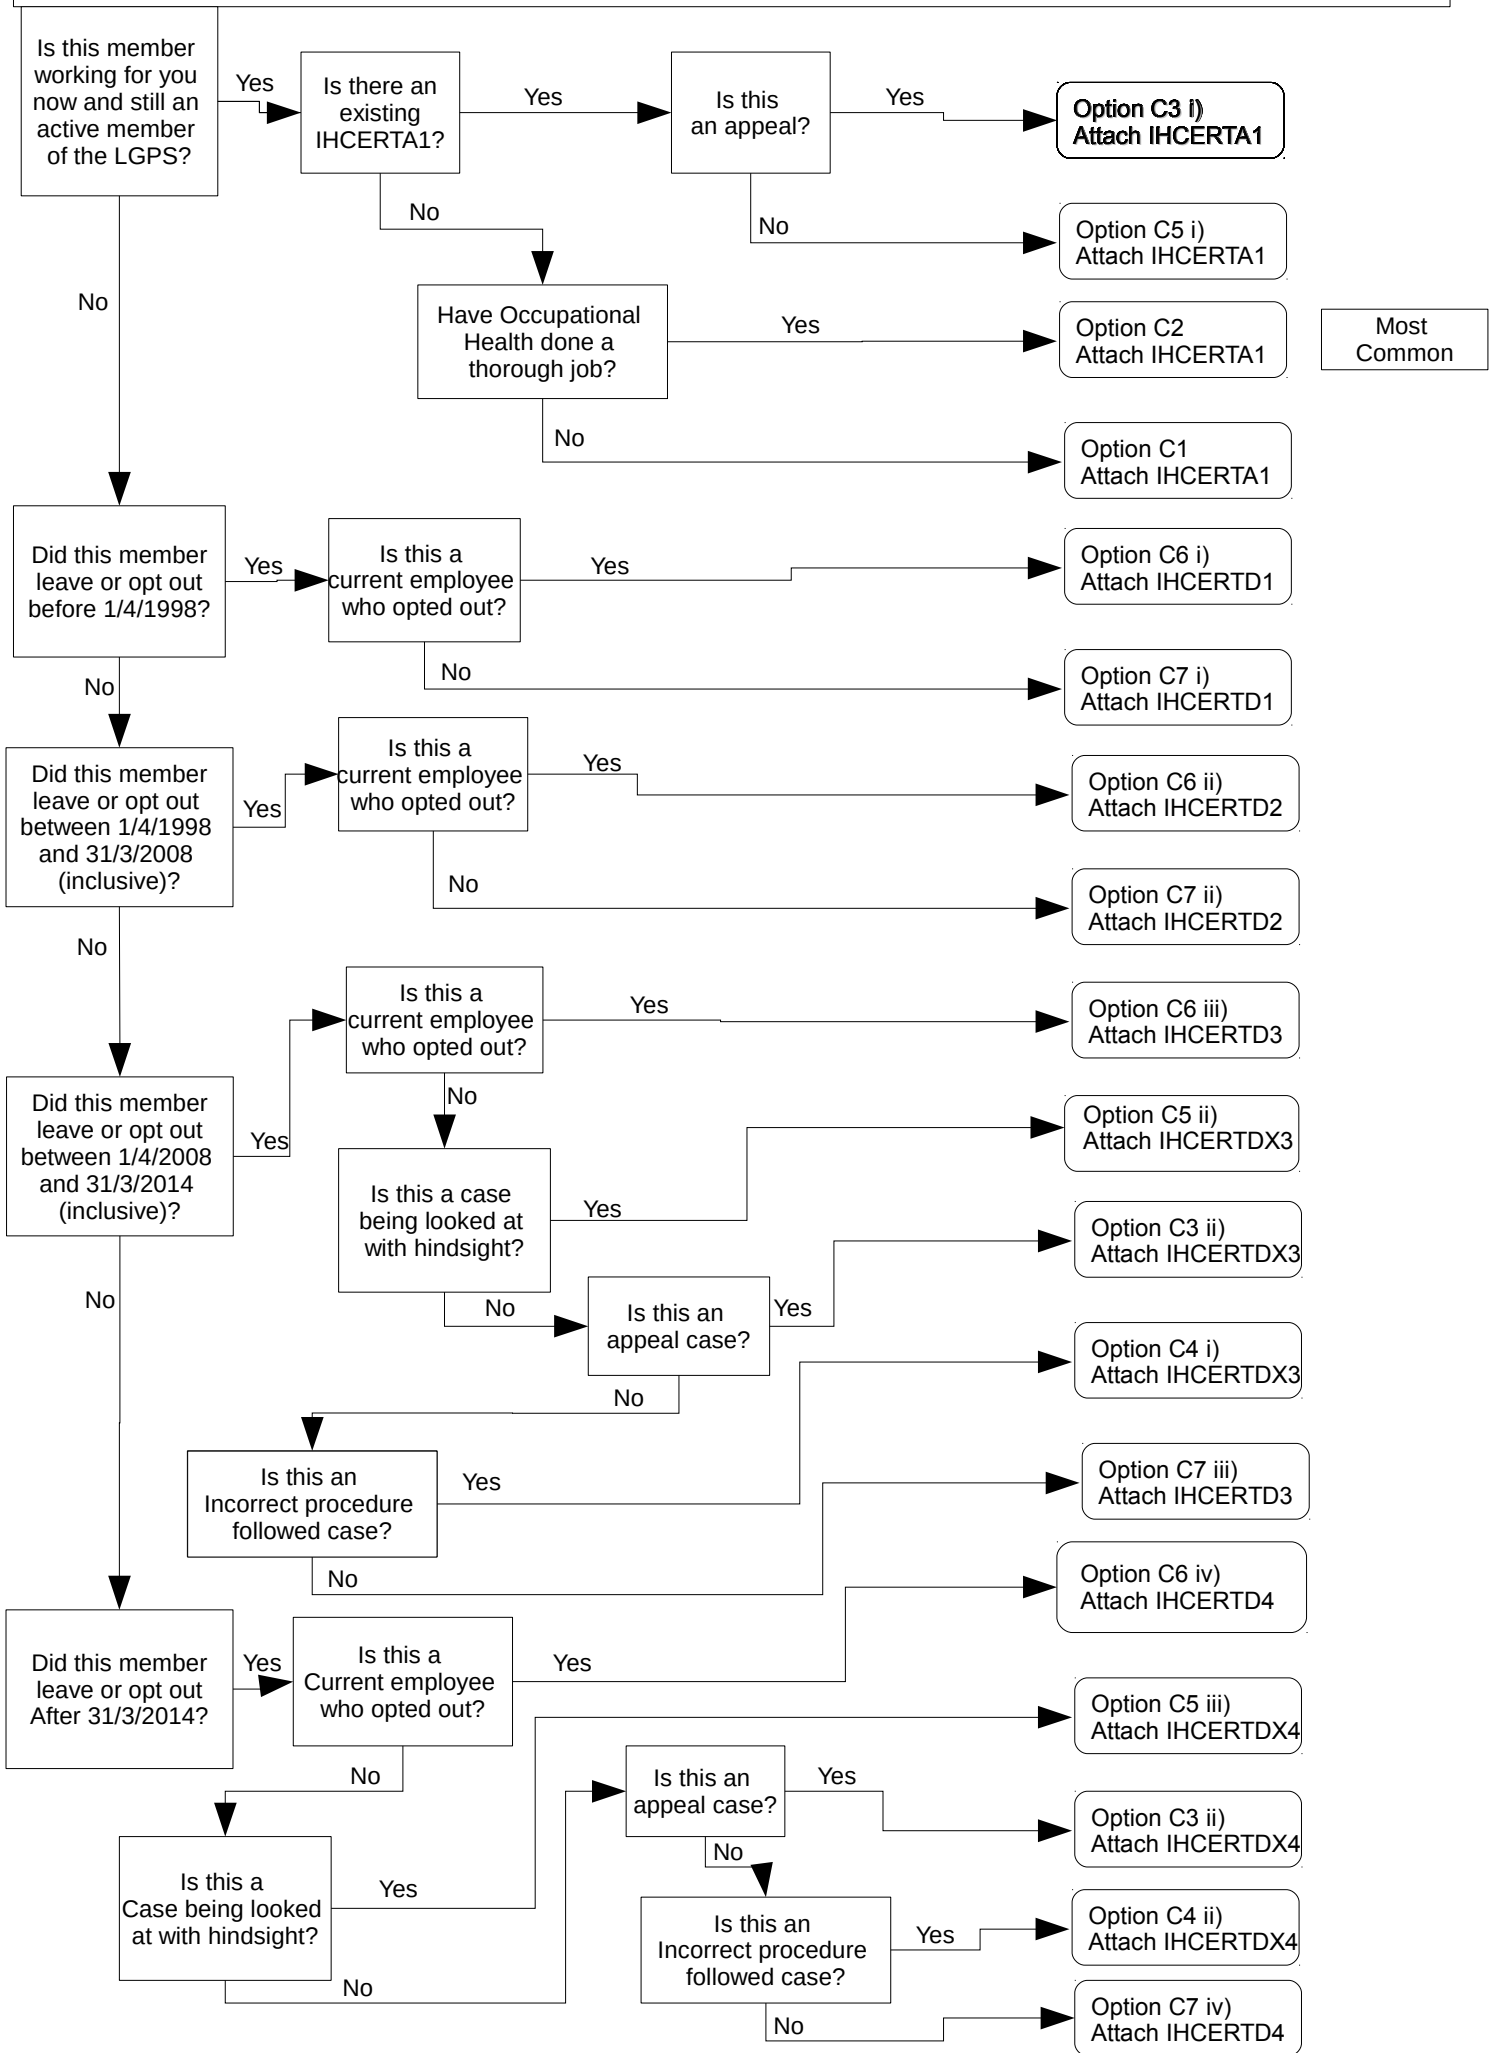 Is this member
working for you
now and still an
active member
of the LGPS?
Yes
Is there an
existing
IHCERTA1?
Yes
Is this
an appeal?
Yes
Option C3 i)
Attach IHCERTA1
No
No
Option C5 i)
Attach IHCERTA1
No
Have Occupational
Health done a
thorough job?
Yes
Option C2
Attach IHCERTA1
Most
Common
No
Option C1
Attach IHCERTA1
Did this member
leave or opt out
before 1/4/1998?
Yes
Is this a
current employee
who opted out?
Yes
Option C6 i)
Attach IHCERTD1
No
Option C7 i)
Attach IHCERTD1
No
Did this member
leave or opt out
between 1/4/1998
and 31/3/2008
(inclusive)?
Yes
Is this a
current employee
who opted out?
Yes
Option C6 ii)
Attach IHCERTD2
No
Option C7 ii)
Attach IHCERTD2
No
Is this a
current employee
who opted out?
Yes
Option C6 iii)
Attach IHCERTD3
No
Did this member
leave or opt out
between 1/4/2008
and 31/3/2014
(inclusive)?
Yes
Option C5 ii)
Attach IHCERTDX3
Is this a case
being looked at
with hindsight?
Yes
Option C3 ii)
Attach IHCERTDX3
No
No
Is this an
appeal case?
Yes
Option C4 i)
Attach IHCERTDX3
No
Is this an
Incorrect procedure
followed case?
Yes
Option C7 iii)
Attach IHCERTD3
No
Option C6 iv)
Attach IHCERTD4
Did this member
leave or opt out
After 31/3/2014?
Yes
Is this a
Current employee
who opted out?
Yes
Option C5 iii)
Attach IHCERTDX4
No
Is this an
appeal case?
Yes
Option C3 ii)
Attach IHCERTDX4
No
Is this a
Case being looked
at with hindsight?
Yes
Is this an
Incorrect procedure
followed case?
Yes
Option C4 ii)
Attach IHCERTDX4
No
No
Option C7 iv)
Attach IHCERTD4